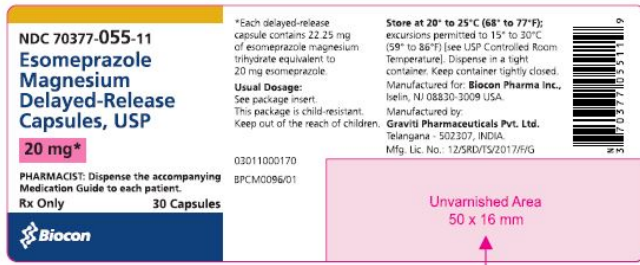 NDC 70377-055-11
Esomeprazole
Magnesium
Delayed-Release
Capsules, USP
20 mg*
PHARMACIST: Dispense the accompanying
Medication Guide to each patient.
Rx Only 30 Capsules
Biocon
*Each delayed-release
capsule contains 22.25 mg
of esomeprazole magnesium
trihydrate equivalent to
20 mg esomeprazole.
Usual Dosage:
See package insert.
This package is child-resistant.
Keep out of the reach of children.
03011000170
BPCM0096/01
Store at 20° to 25°C (68° to 77°F);
excursions permitted to 15° to 30°C
(59° to 86°F) [see USP Controlled Room
Temperature]. Dispense in a tight
container. Keep container tightly closed.
Manufactured for: Biocon Pharma Inc.,
Iselin, NJ 08830-3009 USA.
Manufactured by:
Graviti Pharmaceuticals Pvt. Ltd.
Telangana - 502307, INDIA.
Mfg. Lic. No.: 12/SRD/TS/2017/F/G
N 3 70377 05511 9
Unvarnished Area
50 x 16 mm